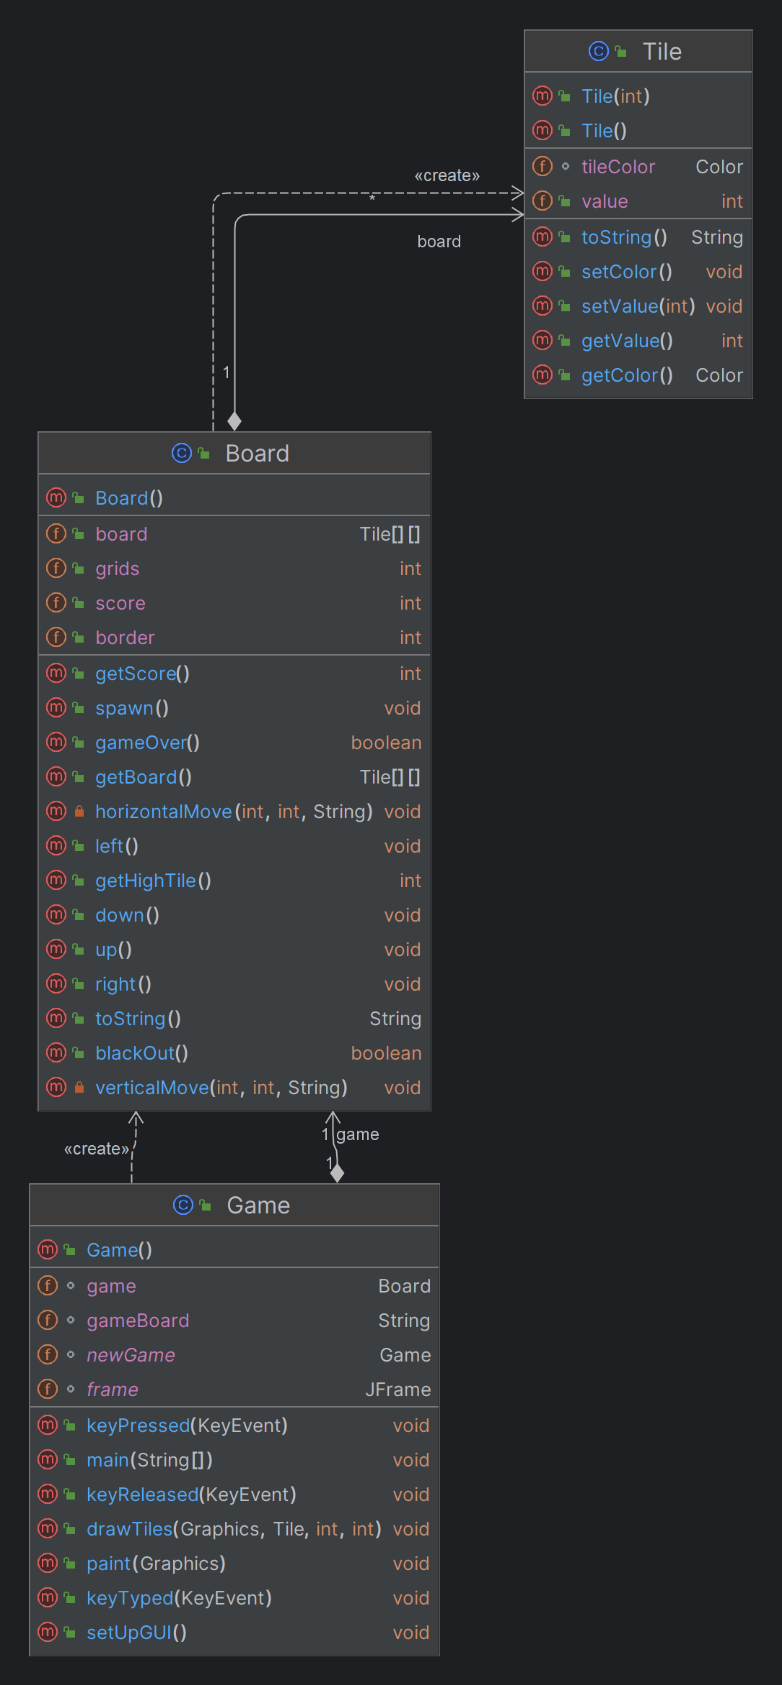 Tile
Tile(int)
Tile()
tileColor Color
value int
toString() String
setColor() void
setValue(int) void
getValue() int
getColor() Color
«create»
*
board
1
Board
Board()
board Tile[][]
grids int
score int
border int
getScore() int
spawn() void
gameOver() boolean
getBoard() Tile[][]
horizontalMove(int, int, String) void
left() void
getHighTile() int
down() void
up() void
right() void
toString() String
blackOut() boolean
verticalMove(int, int, String) void
«create»
1 game
1
Game
Game()
game Board
gameBoard String
newGame Game
frame JFrame
keyPressed(KeyEvent) void
main(String[]) void
keyReleased(KeyEvent) void
drawTiles(Graphics, Tile, int, int) void
paint(Graphics) void
keyTyped(KeyEvent) void
setUpGUI() void